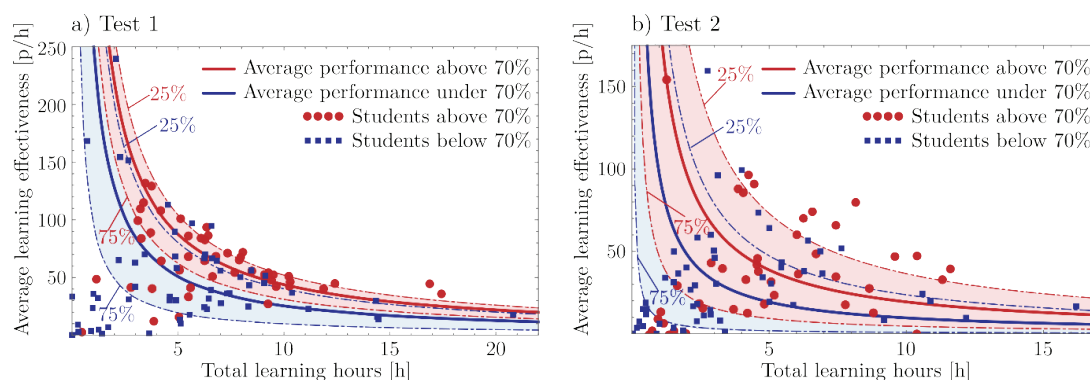 a) Test 1
Average learning effectiveness [p/h]
250
200
150
100
50
25%
25%
75%
75%
Average performance above 70%
Average performance under 70%
Students above 70%
Students below 70%
5
10
15
20
Total learning hours [h]
b) Test 2
Average learning effectiveness [p/h]
150
100
50
25%
25%
75%
75%
Average performance above 70%
Average performance under 70%
Students above 70%
Students below 70%
5
10
15
Total learning hours [h]